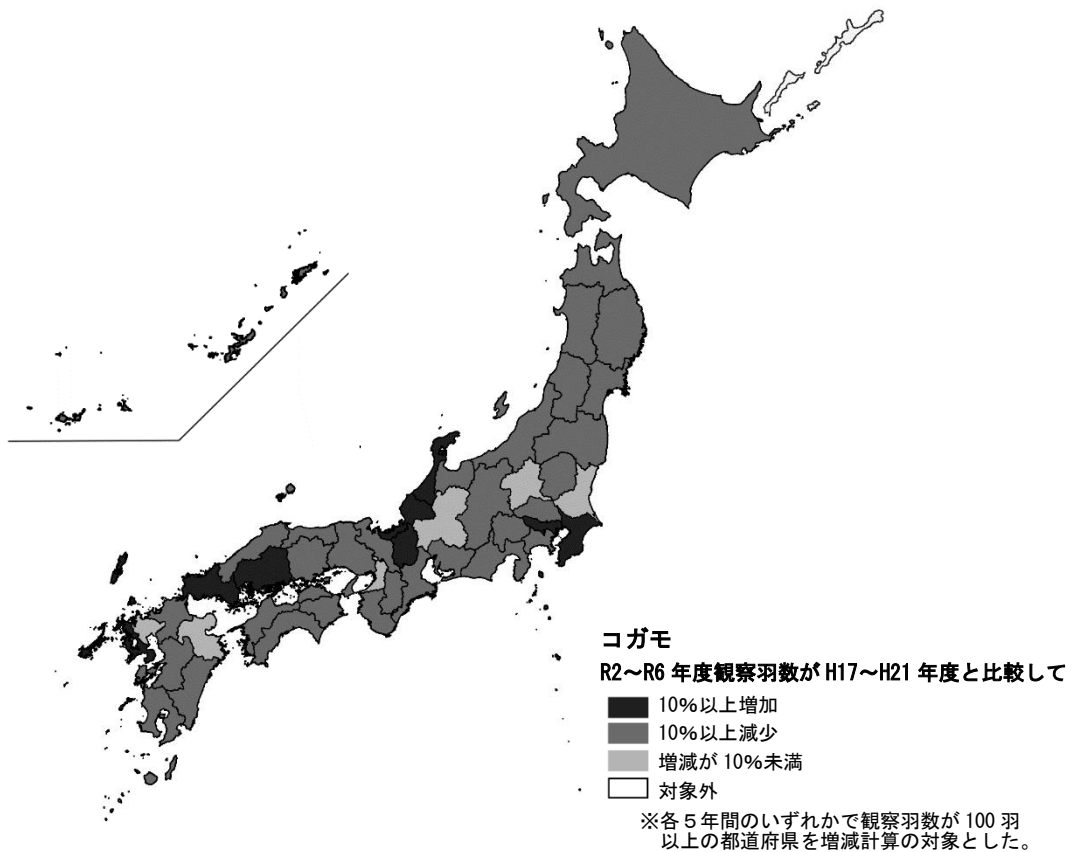 コガモ
R2～R6 年度観察羽数が H17～H21 年度と比較して
10％以上増加
10％以上減少
増減が 10％未満
対象外
※各５年間のいずれかで観察羽数が 100 羽
以上の都道府県を増減計算の対象とした。